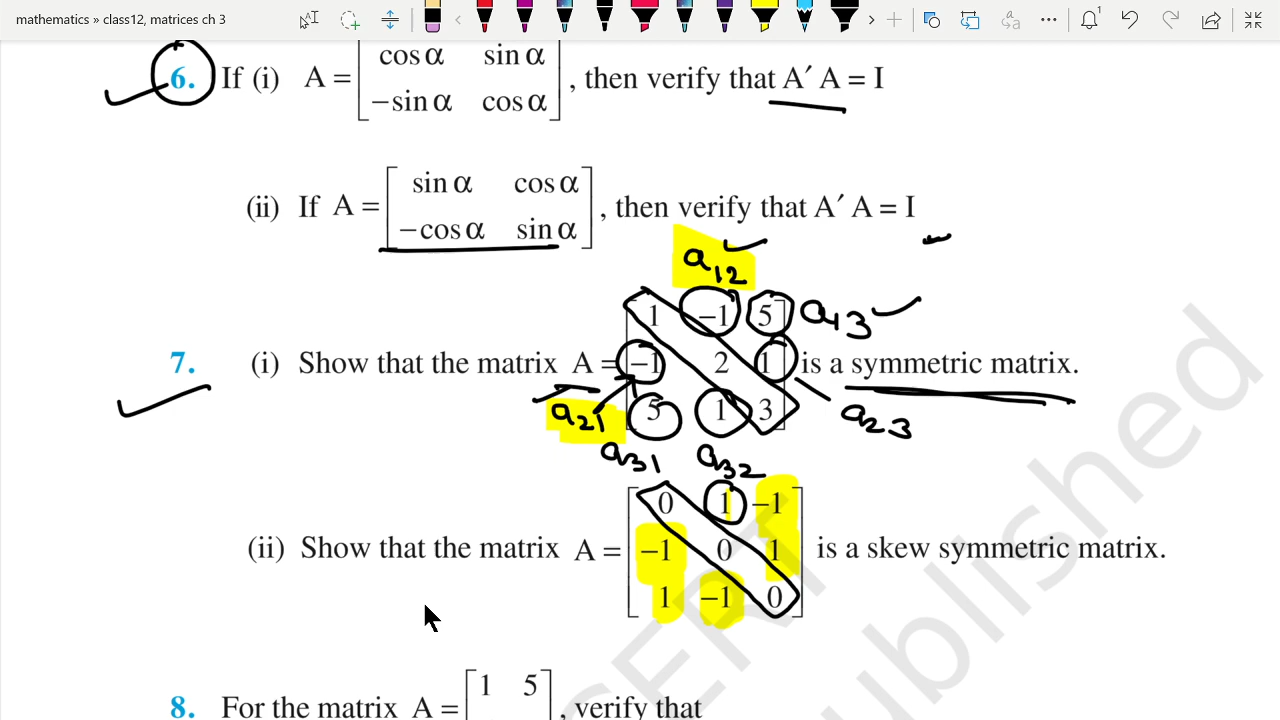 mathematics » class12, matrices ch 3
6. If (i) A = [cos α sin α
−sin α cos α], then verify that A′ A = I
(ii) If A = [sin α cos α
−cos α sin α], then verify that A′ A = I
a12
1 −1 5 a13
7. (i) Show that the matrix A = −1 2 1 is a symmetric matrix.
5 1 3
a21 a23
a31 a32
0 1 −1
(ii) Show that the matrix A = −1 0 1 is a skew symmetric matrix.
1 −1 0
1 5
8. For the matrix A = , verify that
NCERT
published